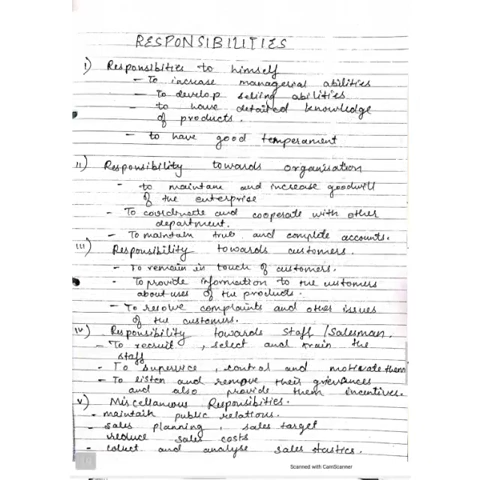 RESPONSIBILITIES
i) Responsibities to himself
- To increase managerial abilities
- To develop selling abilities
- to have detailed knowledge
of products.
- to have good temperament
ii) Responsibility towards organisation
- to maintane and increase goodwill
of the enterprise
- To coordinate and cooperate with other
department.
- To maintain true and complete accounts.
iii) Responsibility towards customers.
- To remain in touch of customers.
- To provide information to the customers
about uses of the products.
- To resolve complaints and other issues
of the customers.
iv) Responsibility towards Staff/Salesman.
- To recruit, select and train the
staff
- To supervice, control and motivate them
- To listen and remove their grievances
and also provide them incentives.
v) Miscellaneous Responsibities.
- maintain public relations.
- sales planning, sales target
reduce sales costs
- collect and analyse sales stastics.
Scanned with CamScanner